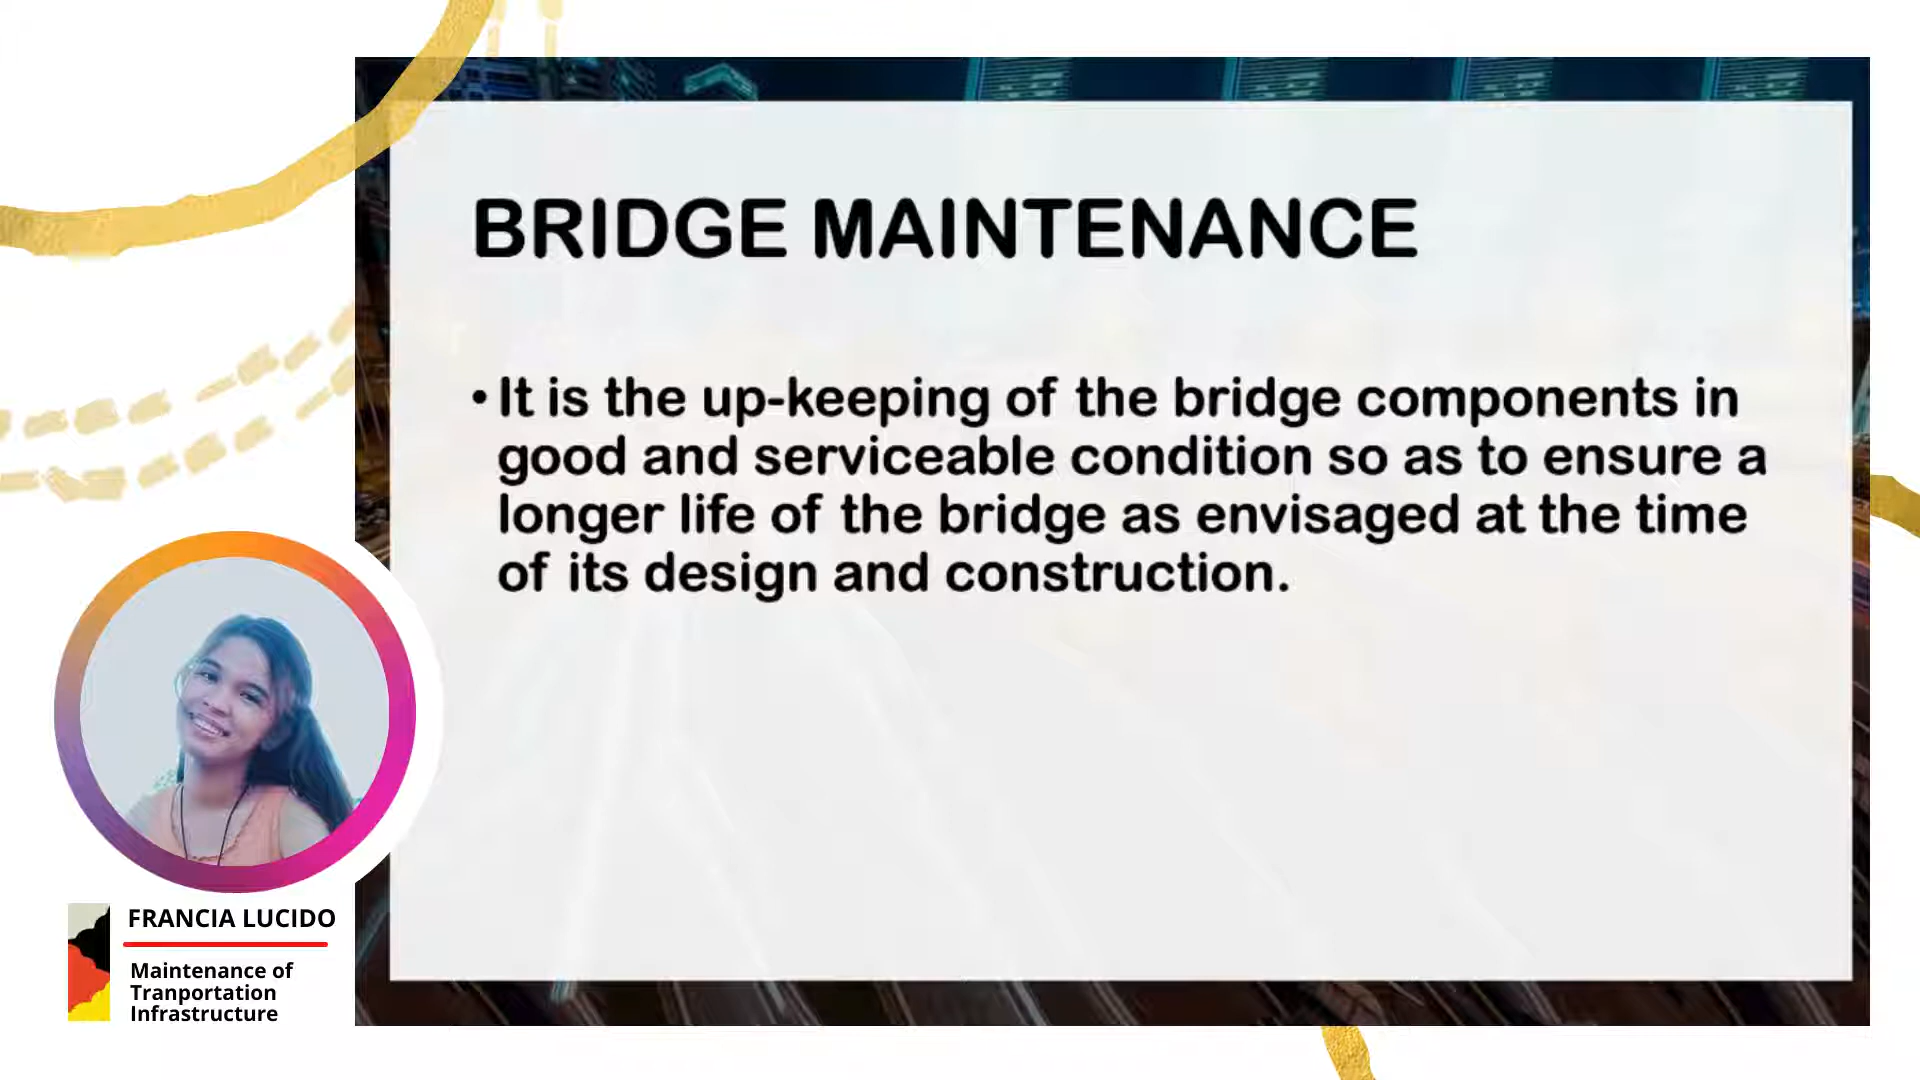 BRIDGE MAINTENANCE
• It is the up-keeping of the bridge components in
good and serviceable condition so as to ensure a
longer life of the bridge as envisaged at the time
of its design and construction.
FRANCIA LUCIDO
Maintenance of
Tranportation
Infrastructure